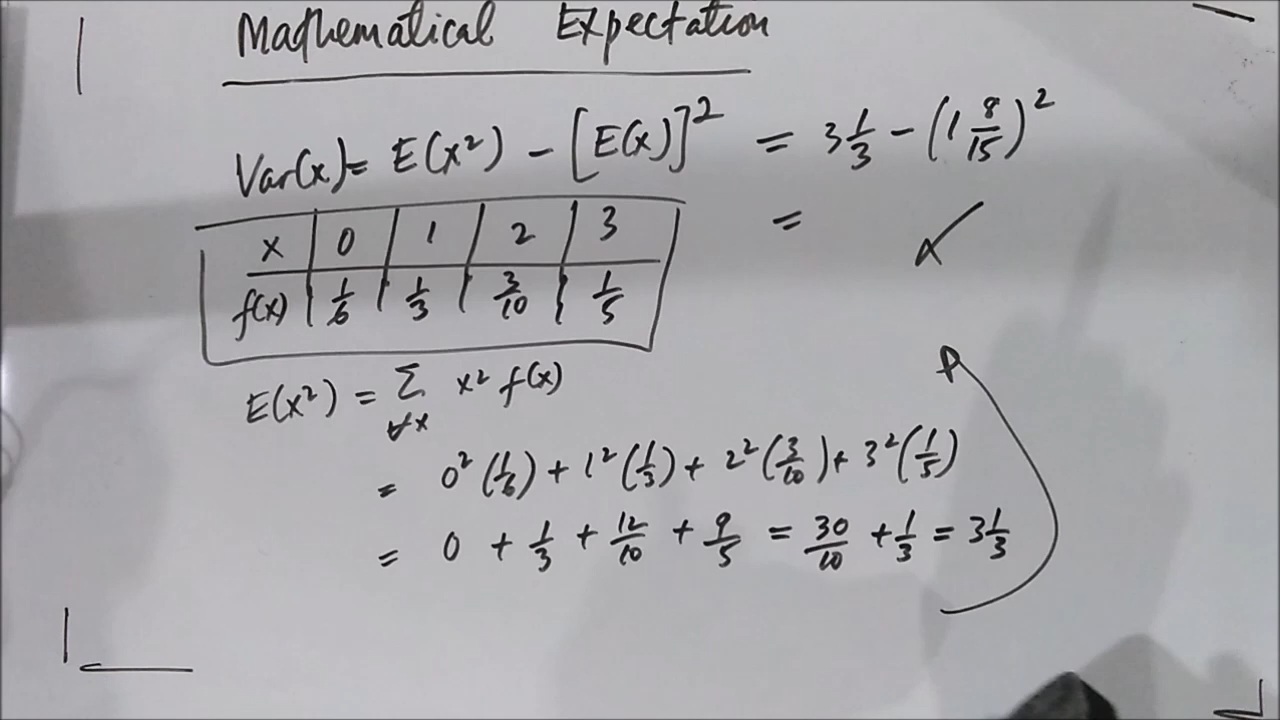 Mathematical Expectation
Var(x) = E(x²) - [E(x)]² = 3 1/3 - (1 8/15)²
=
x | 0 | 1 | 2 | 3
f(x) | 1/6 | 1/3 | 3/10 | 1/5
E(x²) = Σ x² f(x)
∀x
= 0² (1/6) + 1² (1/3) + 2² (3/10) + 3² (1/5)
= 0 + 1/3 + 12/10 + 9/5 = 30/10 + 1/3 = 3 1/3